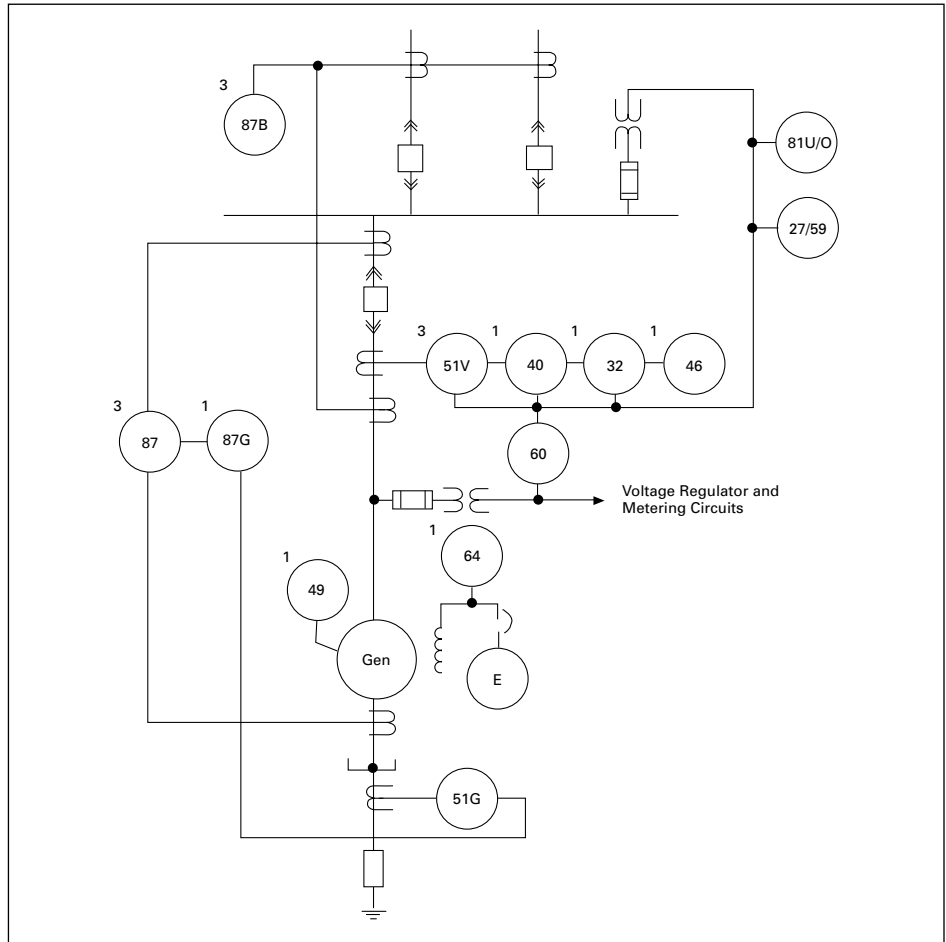 3
87B
81U/O
27/59
3
1
1
1
51V
40
32
46
3
1
87
87G
60
Voltage Regulator and
Metering Circuits
1
64
1
49
Gen
E
51G